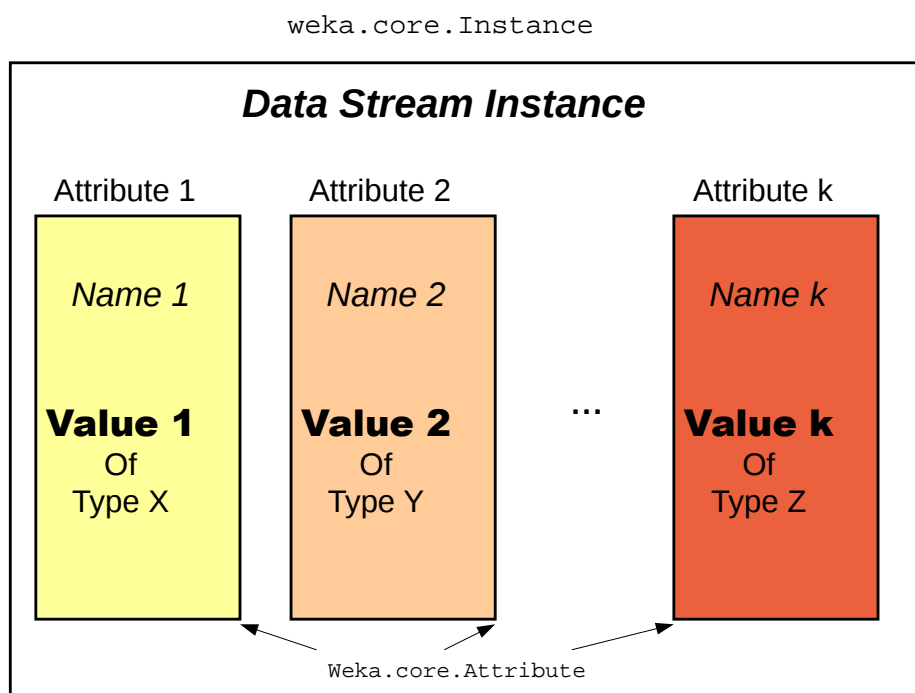 weka.core.Instance
Data Stream Instance
Attribute 1
Attribute 2
Attribute k
Name 1
Name 2
Name k
Value 1
Of
Type X
Value 2
Of
Type Y
...
Value k
Of
Type Z
Weka.core.Attribute